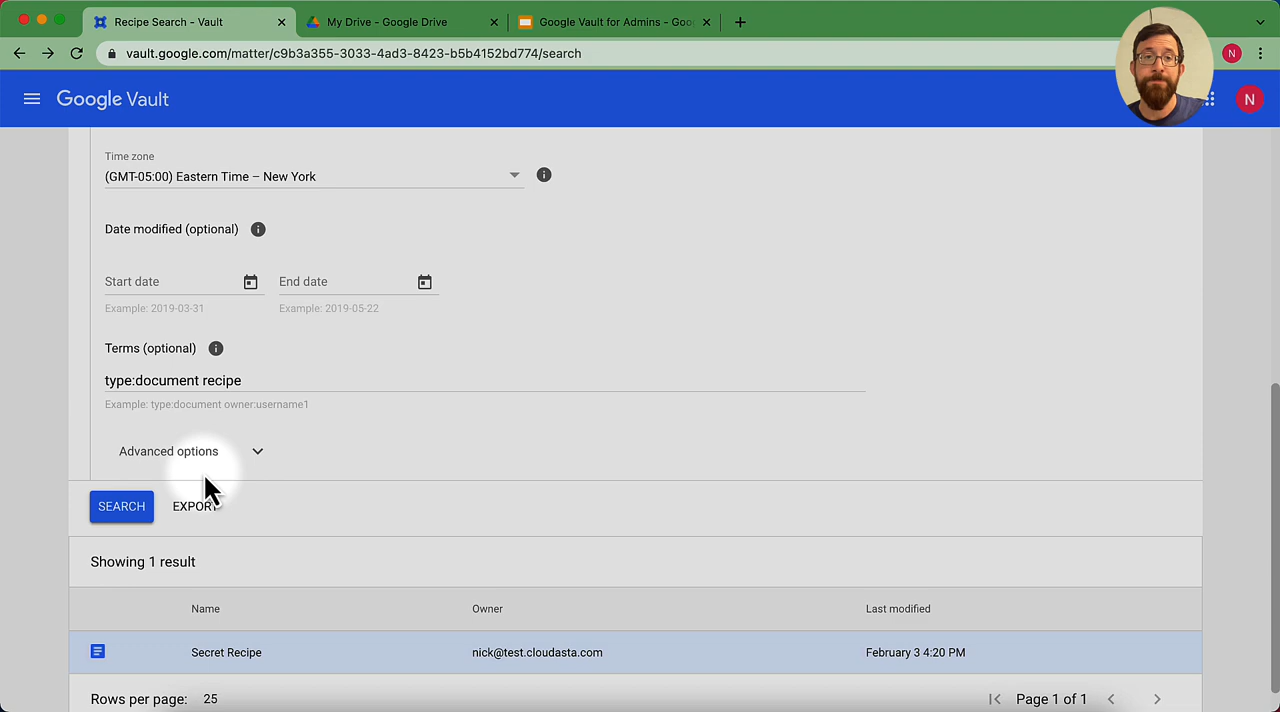 Recipe Search - Vault
My Drive - Google Drive
Google Vault for Admins - Goo
vault.google.com/matter/c9b3a355-3033-4ad3-8423-b5b4152bd774/search
N
Google Vault
N
Time zone
(GMT-05:00) Eastern Time – New York
Date modified (optional)
Start date
End date
Example: 2019-03-31
Example: 2019-05-22
Terms (optional)
type:document recipe
Example: type:document owner:username1
Advanced options
SEARCH
EXPORT
Showing 1 result
Name
Owner
Last modified
Secret Recipe
nick@test.cloudasta.com
February 3 4:20 PM
Rows per page:
25
Page 1 of 1